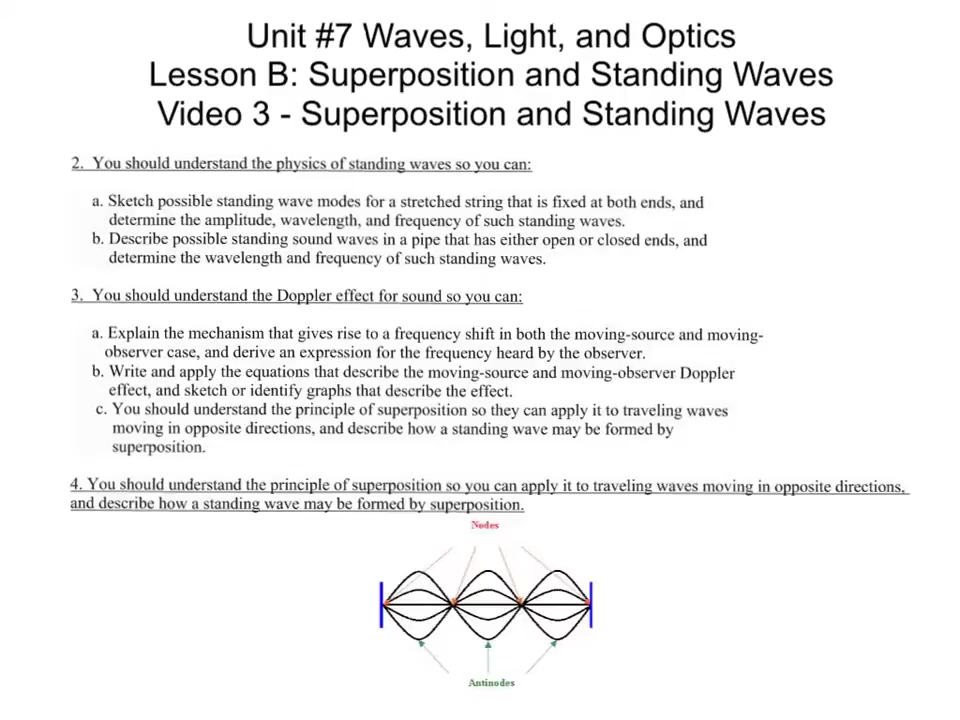 Unit #7 Waves, Light, and Optics
Lesson B: Superposition and Standing Waves
Video 3 - Superposition and Standing Waves
2. You should understand the physics of standing waves so you can:
a. Sketch possible standing wave modes for a stretched string that is fixed at both ends, and
determine the amplitude, wavelength, and frequency of such standing waves.
b. Describe possible standing sound waves in a pipe that has either open or closed ends, and
determine the wavelength and frequency of such standing waves.
3. You should understand the Doppler effect for sound so you can:
a. Explain the mechanism that gives rise to a frequency shift in both the moving-source and moving-
observer case, and derive an expression for the frequency heard by the observer.
b. Write and apply the equations that describe the moving-source and moving-observer Doppler
effect, and sketch or identify graphs that describe the effect.
c. You should understand the principle of superposition so they can apply it to traveling waves
moving in opposite directions, and describe how a standing wave may be formed by
superposition.
4. You should understand the principle of superposition so you can apply it to traveling waves moving in opposite directions,
and describe how a standing wave may be formed by superposition.
Nodes
Antinodes